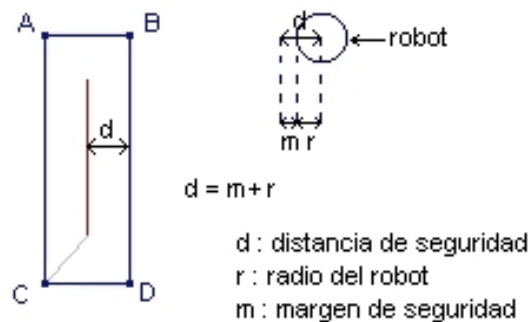 A B
d
C D
d
robot
m r
d = m+r
d : distancia de seguridad
r : radio del robot
m : margen de seguridad